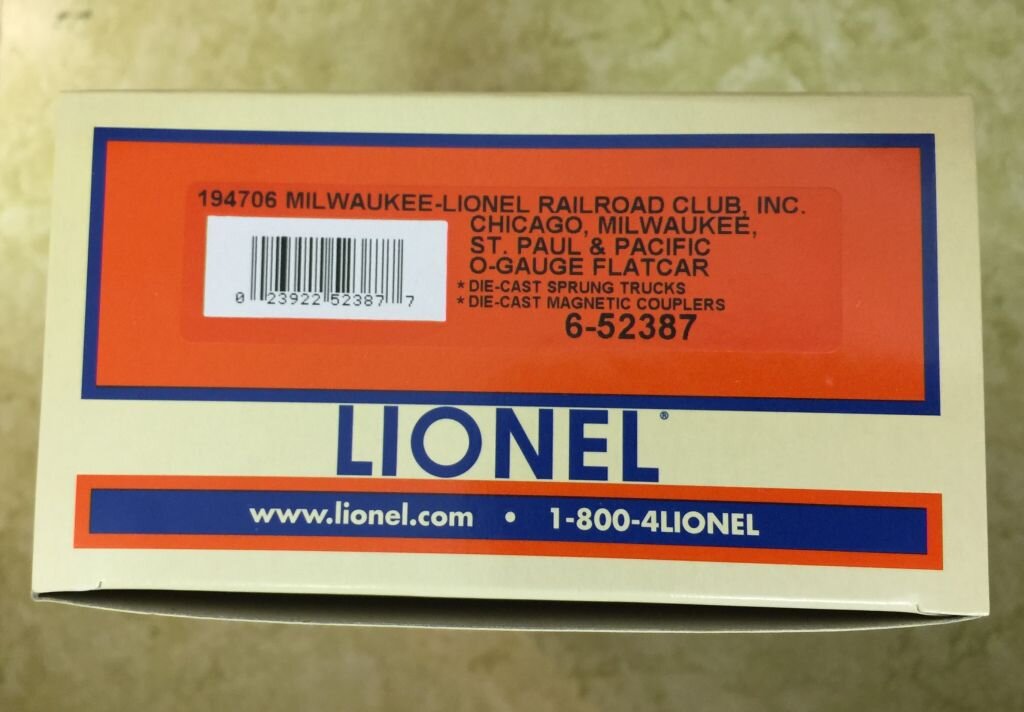 194706 MILWAUKEE-LIONEL RAILROAD CLUB, INC.
CHICAGO, MILWAUKEE,
ST. PAUL & PACIFIC
O-GAUGE FLATCAR
* DIE-CAST SPRUNG TRUCKS
* DIE-CAST MAGNETIC COUPLERS
6-52387
0 23922 52387 7
LIONEL®
www.lionel.com • 1-800-4LIONEL